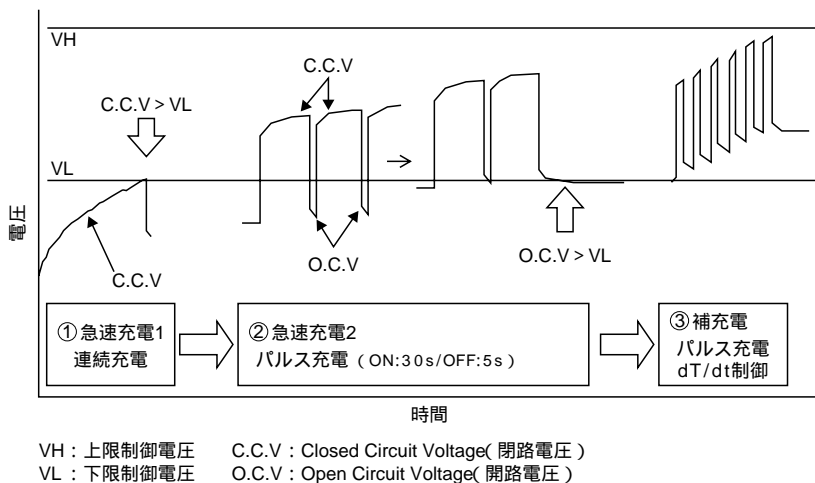 VH
C.C.V
C.C.V > VL
VL
電圧
C.C.V
O.C.V
O.C.V > VL
①急速充電1
連続充電
②急速充電2
パルス充電（ON:30s/OFF:5s）
③補充電
パルス充電
dT/dt制御
時間
VH：上限制御電圧 C.C.V：Closed Circuit Voltage（閉路電圧）
VL：下限制御電圧 O.C.V：Open Circuit Voltage（開路電圧）